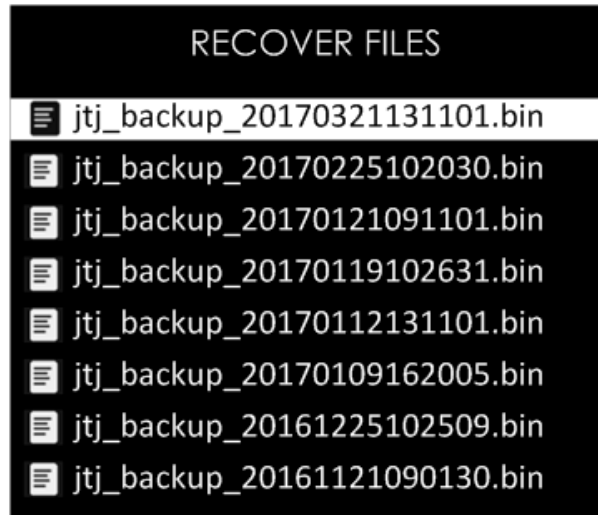 RECOVER FILES
jtj_backup_20170321131101.bin
jtj_backup_20170225102030.bin
jtj_backup_20170121091101.bin
jtj_backup_20170119102631.bin
jtj_backup_20170112131101.bin
jtj_backup_20170109162005.bin
jtj_backup_20161225102509.bin
jtj_backup_20161121090130.bin